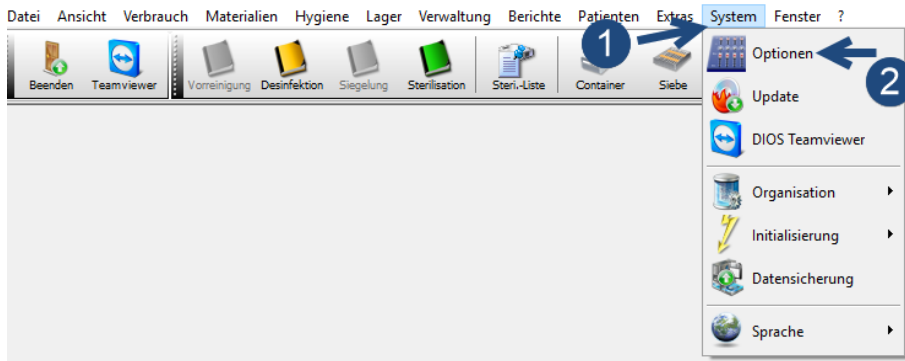 Datei Ansicht Verbrauch Materialien Hygiene Lager Verwaltung Berichte Patienten Extras System Fenster ?
1
Beenden Teamviewer Vorreinigung Desinfektion Siegelung Sterilisation Steri.-Liste Container Siebe
Optionen
2
Update
DIOS Teamviewer
Organisation
Initialisierung
Datensicherung
Sprache